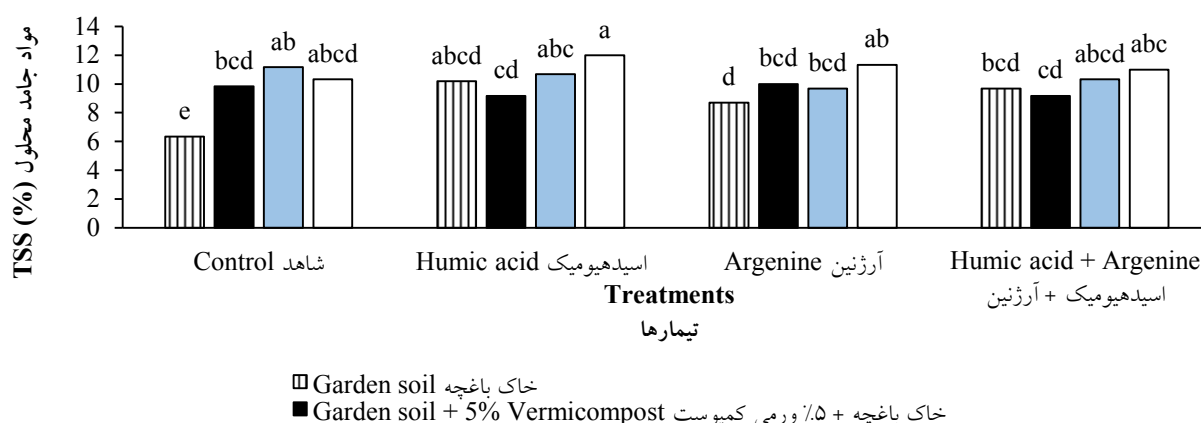 مواد جامد محلول
TSS (%)
14
12
10
8
6
4
2
0
e
bcd
ab
abcd
abcd
cd
abc
a
d
bcd
bcd
ab
bcd
cd
abcd
abc
Control شاهد
Humic acid اسیدهیومیک
Argenine آرژنین
Humic acid + Argenine
اسیدهیومیک + آرژنین
Treatments
تیمارها
Garden soil خاک باغچه
Garden soil + 5% Vermicompost خاک باغچه + ۵٪ ورمی کمپوست